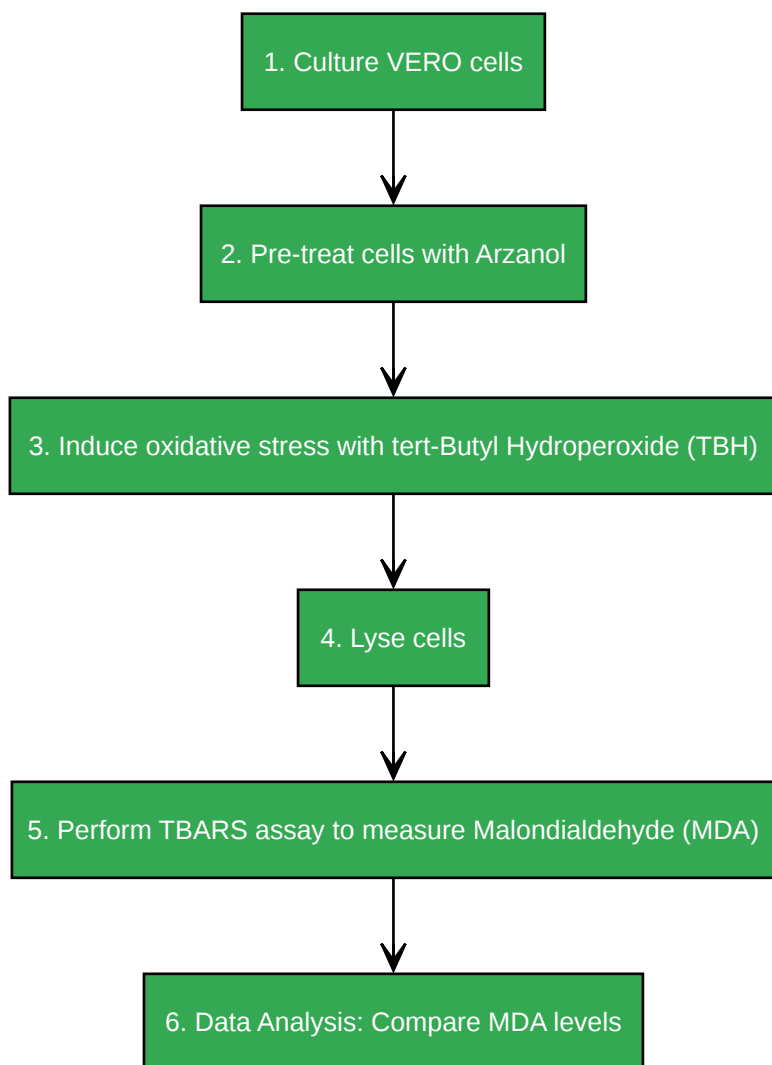 1. Culture VERO cells
2. Pre-treat cells with Arzanol
3. Induce oxidative stress with tert-Butyl Hydroperoxide (TBH)
4. Lyse cells
5. Perform TBARS assay to measure Malondialdehyde (MDA)
6. Data Analysis: Compare MDA levels